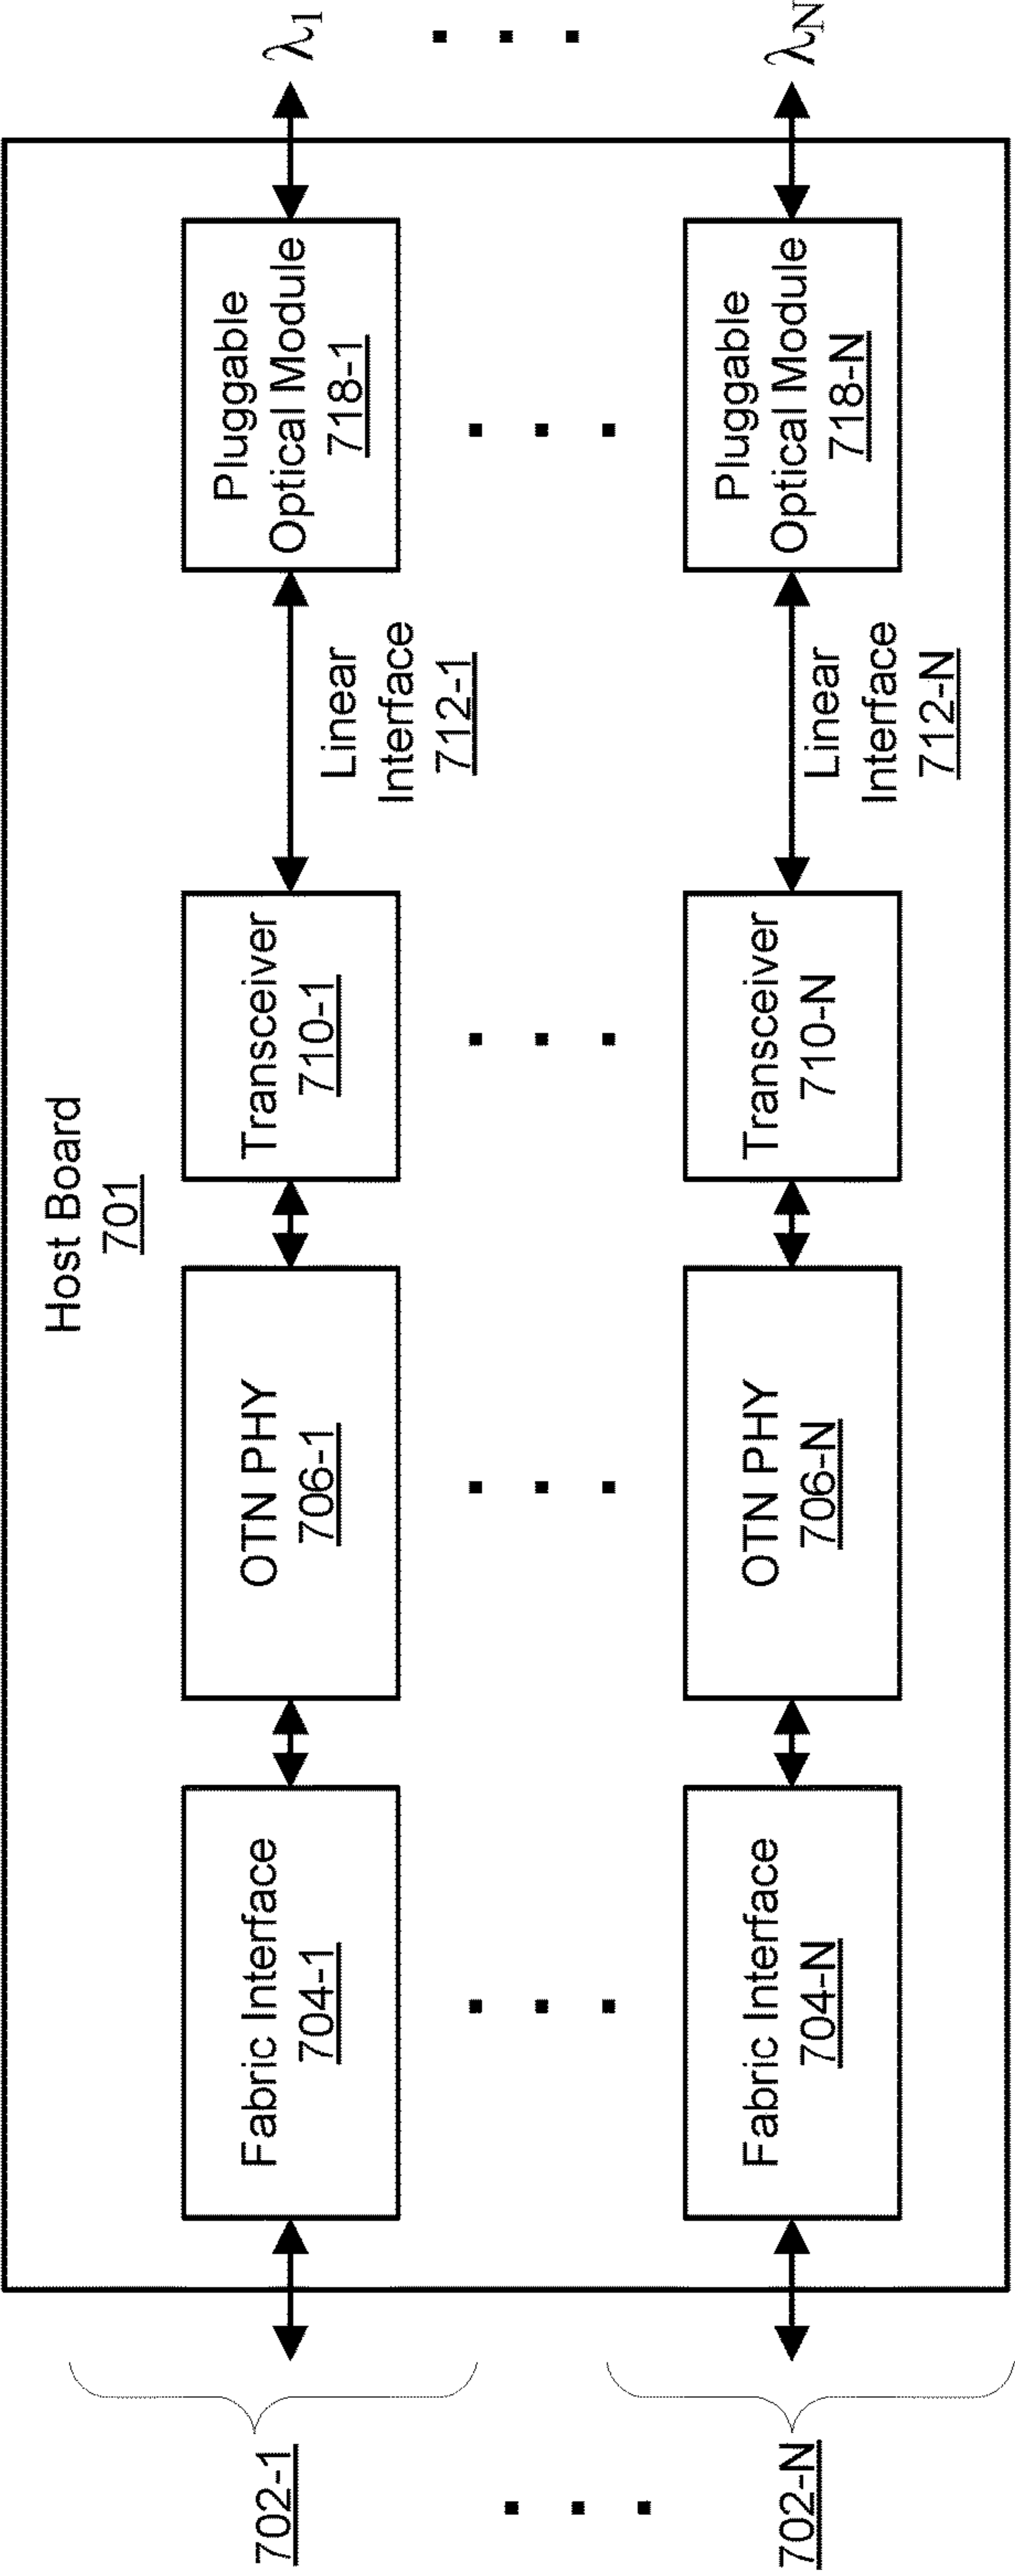 Host Board
701
702-1
Fabric Interface
704-1
OTN PHY
706-1
Transceiver
710-1
Linear
Interface
712-1
Pluggable
Optical Module
718-1
λ1
702-N
Fabric Interface
704-N
OTN PHY
706-N
Transceiver
710-N
Linear
Interface
712-N
Pluggable
Optical Module
718-N
λN